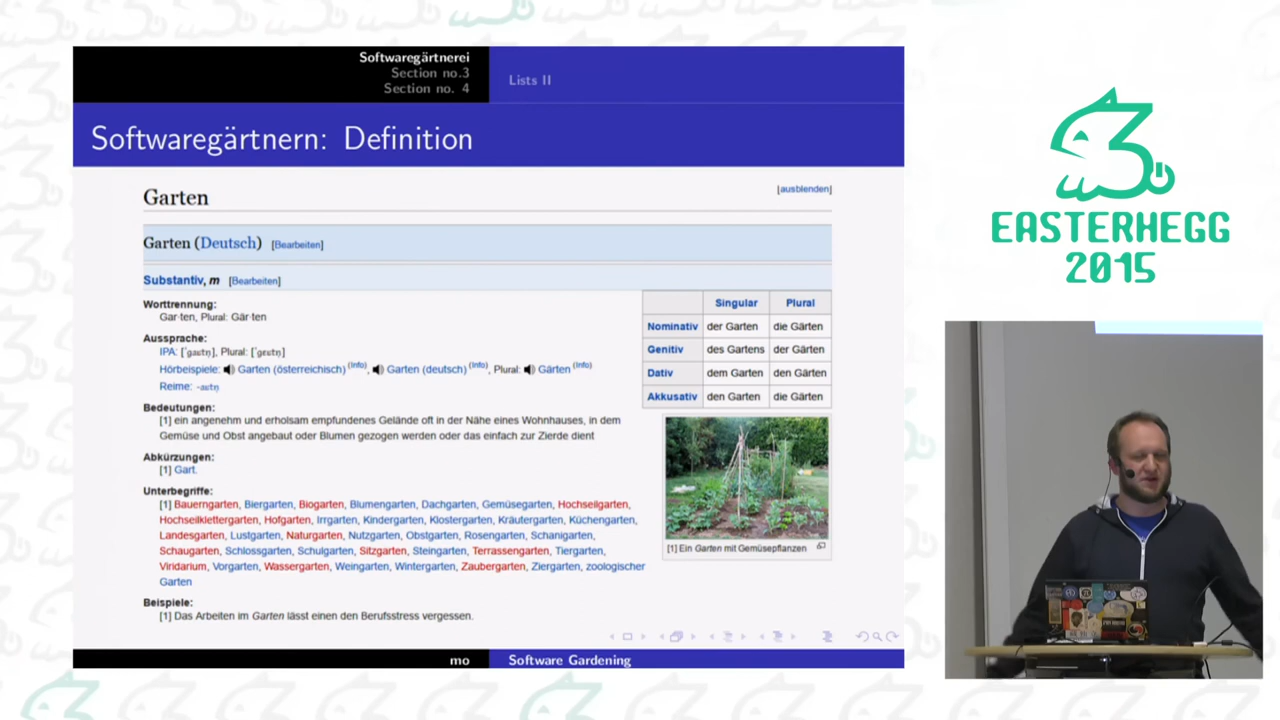 Softwaregärtnerei
Section no.3
Section no. 4
Lists II
Softwaregärtnern: Definition
Garten
[ausblenden]
Garten (Deutsch) [Bearbeiten]
Substantiv, m [Bearbeiten]
Worttrennung:
Gar·ten, Plural: Gär·ten
Aussprache:
IPA: [ˈɡaʁtn̩], Plural: [ˈɡɛʁtn̩]
Hörbeispiele: Garten (österreichisch) (Info), Garten (deutsch) (Info), Plural: Gärten (Info)
Reime: -aʁtn̩
Bedeutungen:
[1] ein angenehm und erholsam empfundenes Gelände oft in der Nähe eines Wohnhauses, in dem
Gemüse und Obst angebaut oder Blumen gezogen werden oder das einfach zur Zierde dient
Abkürzungen:
[1] Gart.
Unterbegriffe:
[1] Bauerngarten, Biergarten, Biogarten, Blumengarten, Dachgarten, Gemüsegarten, Hochseilgarten,
Hochseilklettergarten, Hofgarten, Irrgarten, Kindergarten, Klostergarten, Kräutergarten, Küchengarten,
Landesgarten, Lustgarten, Naturgarten, Nutzgarten, Obstgarten, Rosengarten, Schanigarten,
Schaugarten, Schlossgarten, Schulgarten, Sitzgarten, Steingarten, Terrassengarten, Tiergarten,
Viridarium, Vorgarten, Wassergarten, Weingarten, Wintergarten, Zaubergarten, Ziergarten, zoologischer
Garten
Beispiele:
[1] Das Arbeiten im Garten lässt einen den Berufsstress vergessen.
Singular Plural
Nominativ der Garten die Gärten
Genitiv des Gartens der Gärten
Dativ dem Garten den Gärten
Akkusativ den Garten die Gärten
[1] Ein Garten mit Gemüsepflanzen
mo
Software Gardening
EASTERHEGG
2015